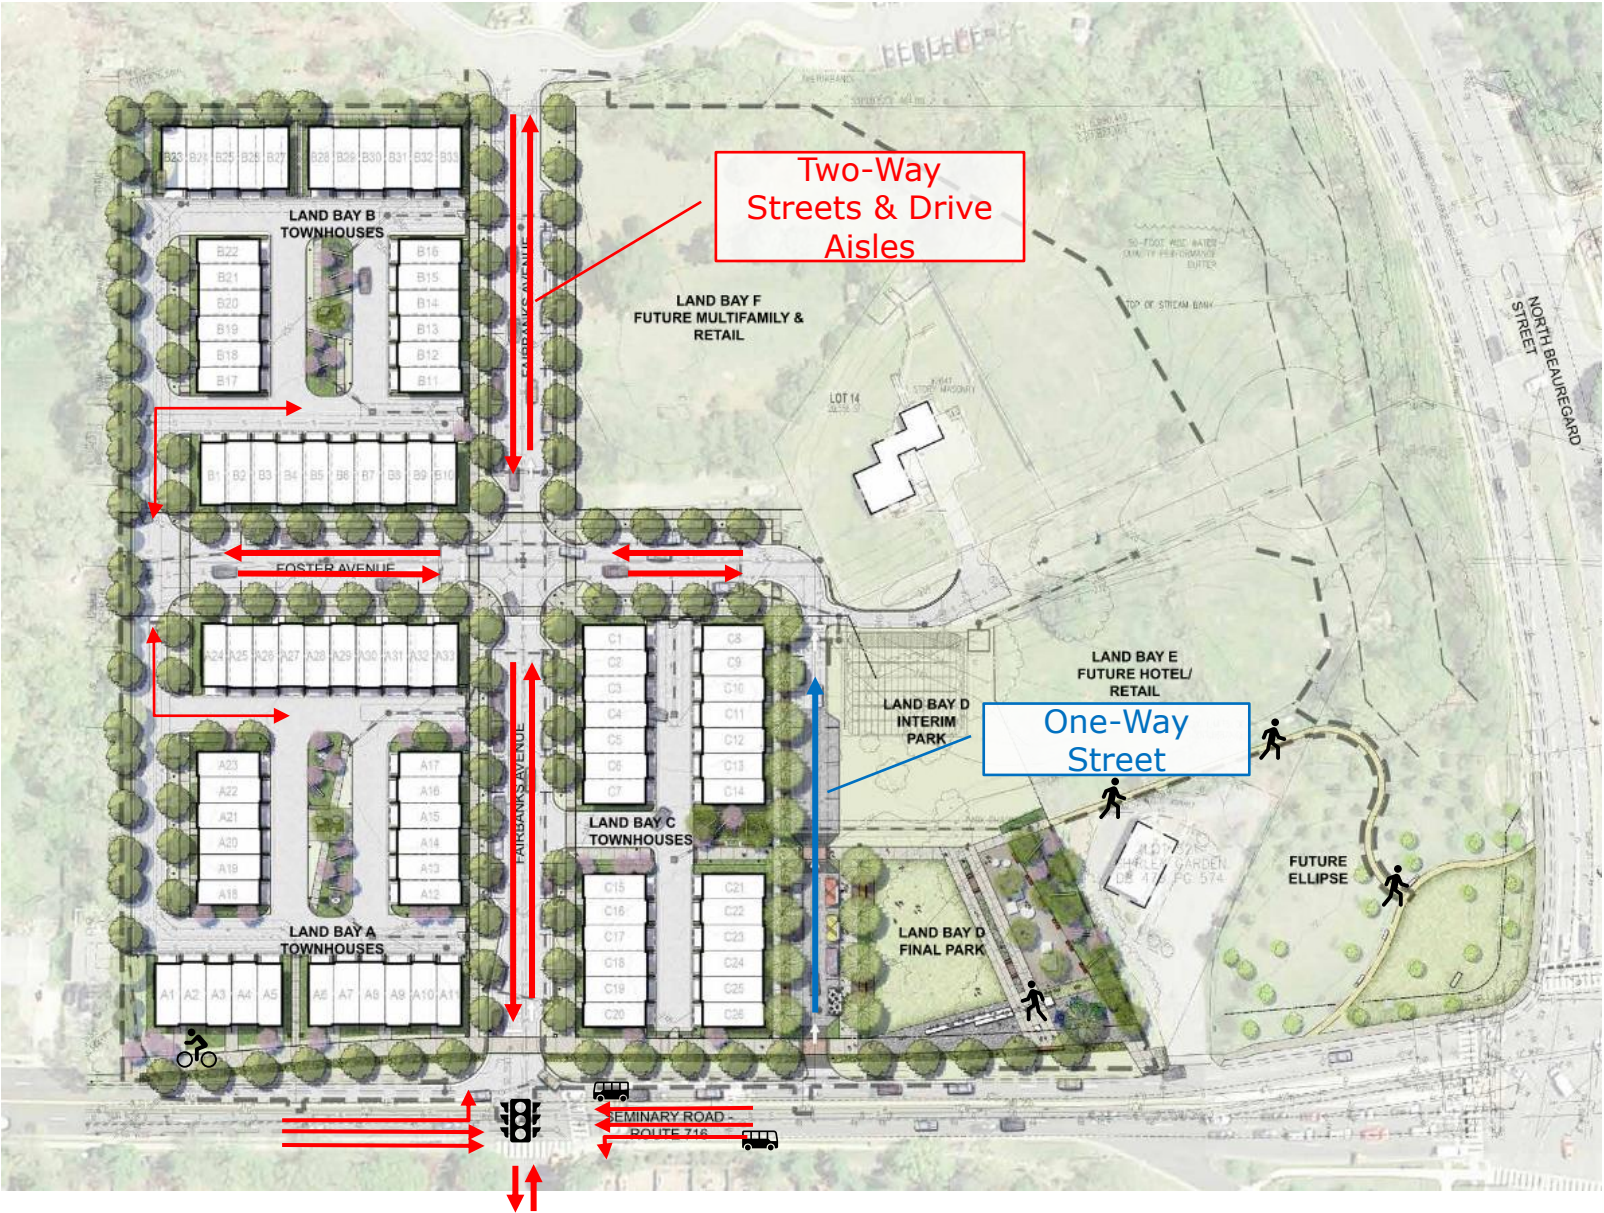 B23 B24 B25 B26 B27
B28 B29 B30 B31 B32 B33
LAND BAY B
TOWNHOUSES
B22
B21
B20
B19
B18
B17
B16
B15
B14
B13
B12
B11
B1 B2 B3 B4 B5 B6 B7 B8 B9 B10
FAIRBANKS AVENUE
Two-Way
Streets & Drive
Aisles
LAND BAY F
FUTURE MULTIFAMILY &
RETAIL
LOT 14
TOP OF STREAM BANK
NORTH BEAUREGARD
STREET
FOSTER AVENUE
A24 A25 A26 A27 A28 A29 A30 A31 A32 A33
A23
A22
A21
A20
A19
A18
A17
A16
A15
A14
A13
A12
LAND BAY A
TOWNHOUSES
A1 A2 A3 A4 A5
A6 A7 A8 A9 A10 A11
FAIRBANKS AVENUE
C1
C2
C3
C4
C5
C6
C7
C8
C9
C10
C11
C12
C13
C14
LAND BAY C
TOWNHOUSES
C15
C16
C17
C18
C19
C20
C21
C22
C23
C24
C25
C26
LAND BAY D
INTERIM
PARK
LAND BAY E
FUTURE HOTEL/
RETAIL
One-Way
Street
LAND BAY D
FINAL PARK
FUTURE
ELLIPSE
SEMINARY ROAD -
ROUTE 716